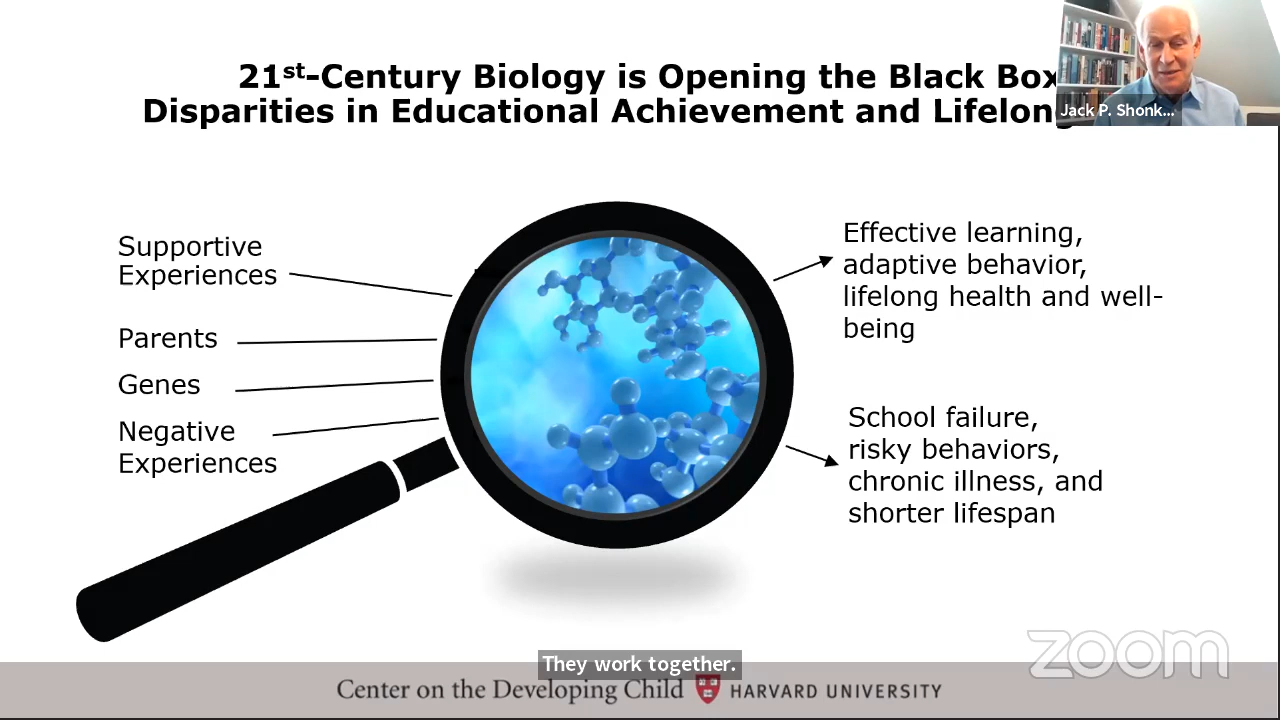 21st-Century Biology is Opening the Black Box
Disparities in Educational Achievement and Lifelong
Jack P. Shonk...
Supportive
Experiences
Parents
Genes
Negative
Experiences
Effective learning,
adaptive behavior,
lifelong health and well-
being
School failure,
risky behaviors,
chronic illness, and
shorter lifespan
zoom
They work together.
Center on the Developing Child HARVARD UNIVERSITY